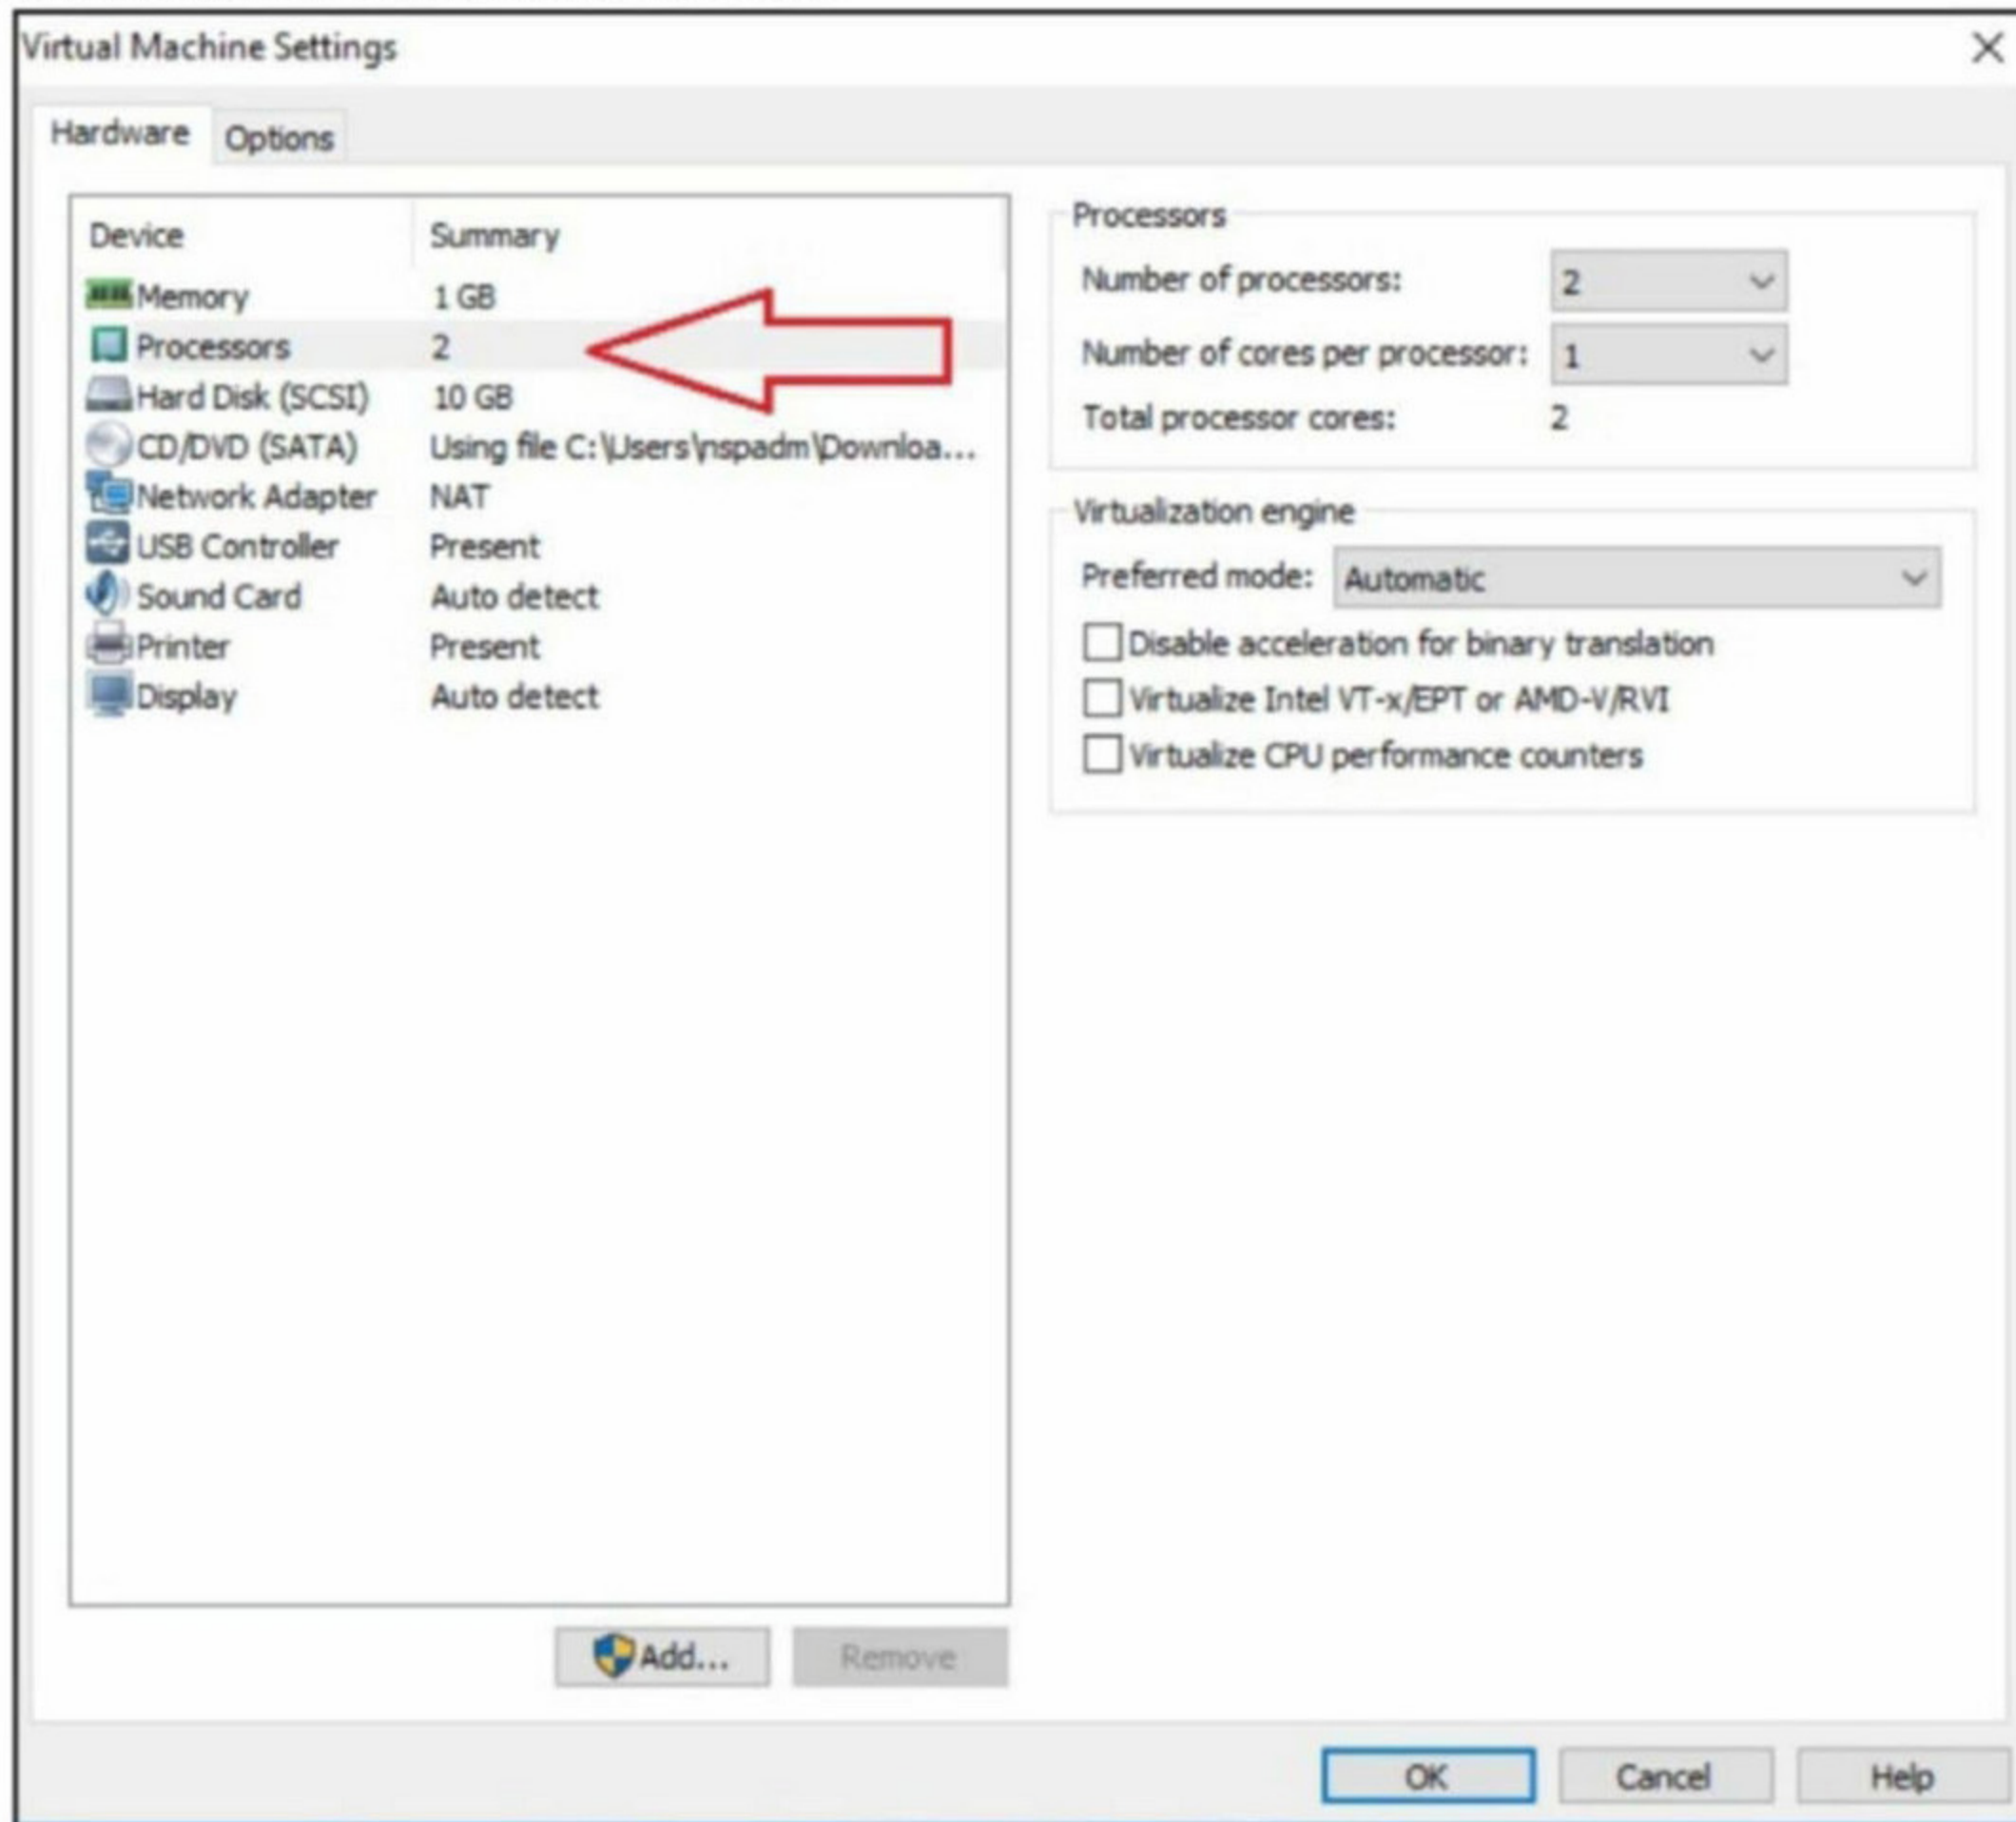 Virtual Machine Settings
Hardware
Options
Device Summary
Memory 1 GB
Processors 2
Hard Disk (SCSI) 10 GB
CD/DVD (SATA) Using file C:\Users\nspadm\Downloa...
Network Adapter NAT
USB Controller Present
Sound Card Auto detect
Printer Present
Display Auto detect
Add...
Remove
Processors
Number of processors: 2
Number of cores per processor: 1
Total processor cores: 2
Virtualization engine
Preferred mode: Automatic
Disable acceleration for binary translation
Virtualize Intel VT-x/EPT or AMD-V/RVI
Virtualize CPU performance counters
OK
Cancel
Help